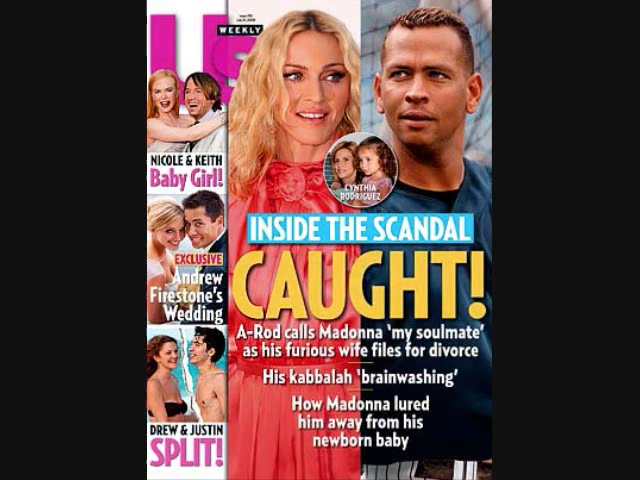 Us
WEEKLY
NICOLE & KEITH
Baby Girl!
EXCLUSIVE
Andrew
Firestone's
Wedding
DREW & JUSTIN
SPLIT!
CYNTHIA
RODRIGUEZ
INSIDE THE SCANDAL
CAUGHT!
A-Rod calls Madonna ‘my soulmate’
as his furious wife files for divorce
His kabbalah ‘brainwashing’
How Madonna lured
him away from his
newborn baby